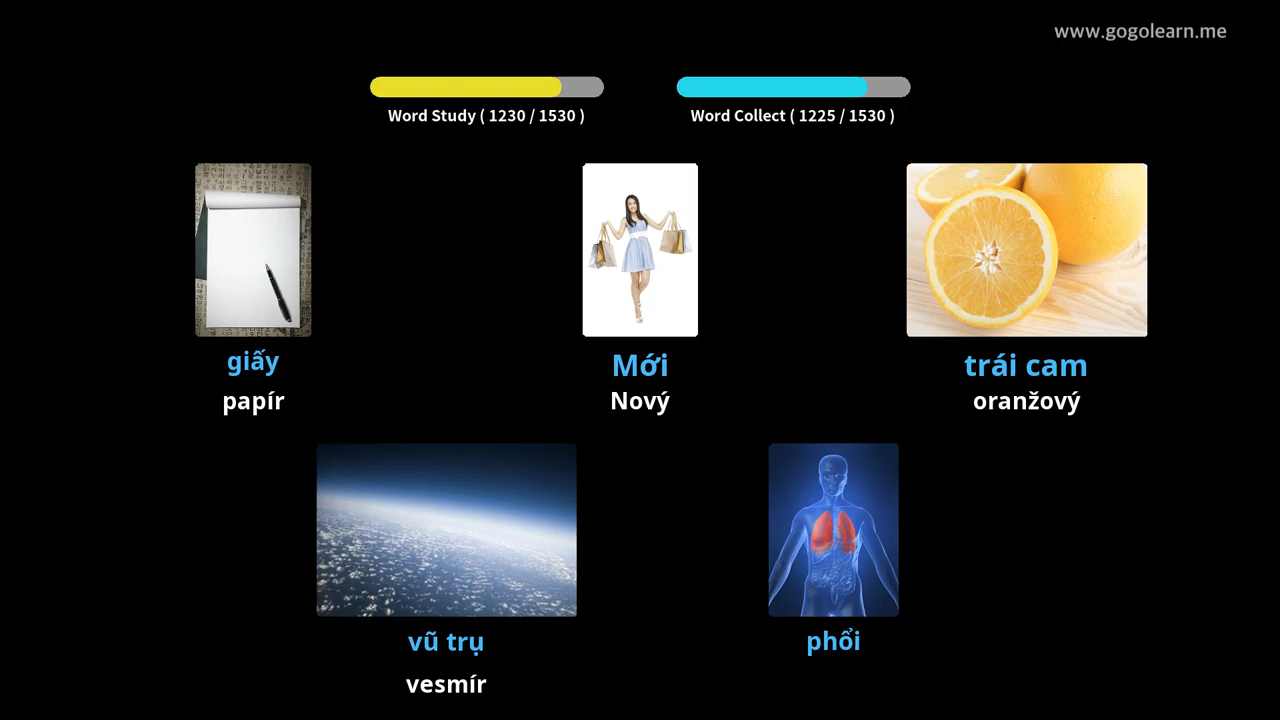 www.gogolearn.me
Word Study ( 1230 / 1530 )
Word Collect ( 1225 / 1530 )
giấy
papír
Mới
Nový
trái cam
oranžový
vũ trụ
vesmír
phổi